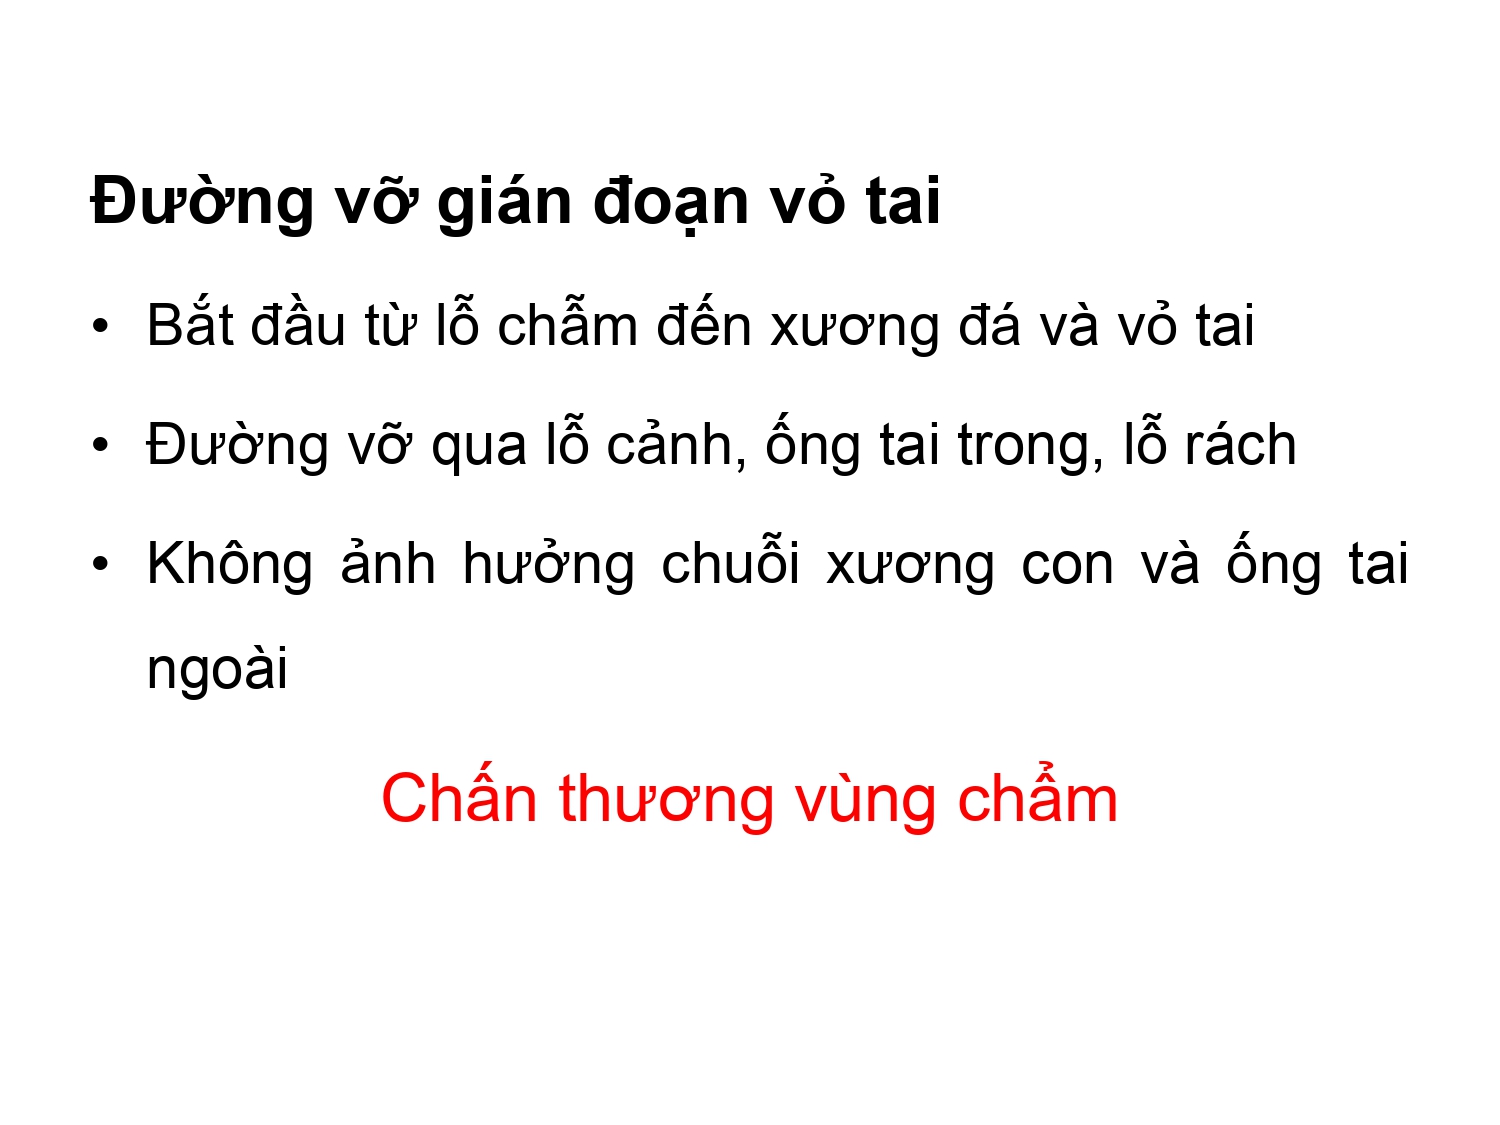 Đường vỡ gián đoạn vỏ tai
• Bắt đầu từ lỗ chẫm đến xương đá và vỏ tai
• Đường vỡ qua lỗ cảnh, ống tai trong, lỗ rách
• Không ảnh hưởng chuỗi xương con và ống tai
ngoài
Chấn thương vùng chẩm